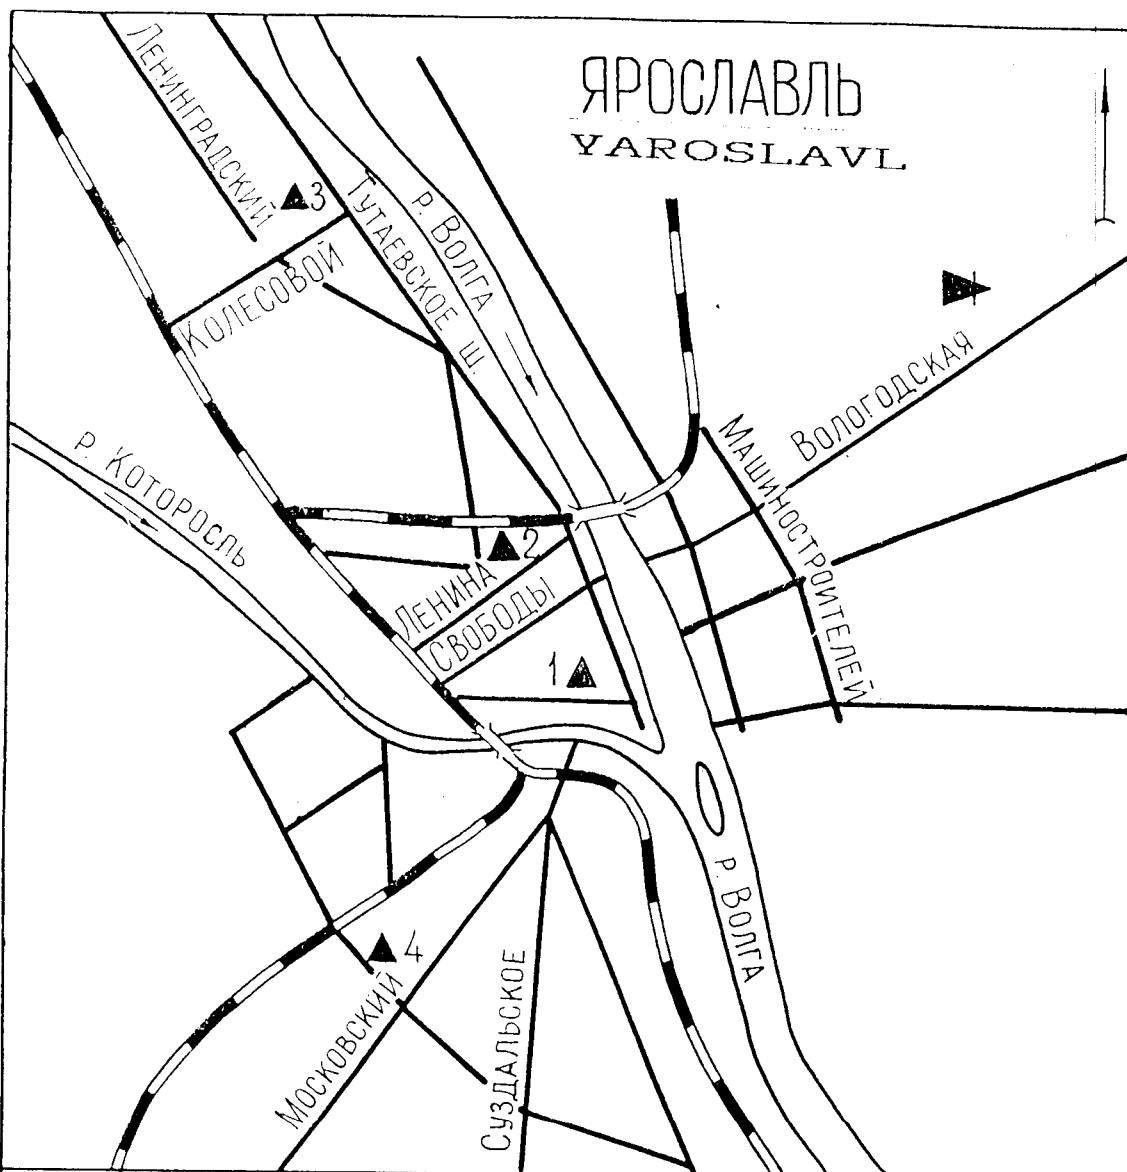 ЯРОСЛАВЛЬ
YAROSLAVL
ЛЕНИНГРАДСКИЙ
3
ТУТАЕВСКОЕ Ш.
Р. ВОЛГА
КОЛЕСОВОЙ
ВОЛОГОДСКАЯ
МАШИНОСТРОИТЕЛЕЙ
Р. КОТОРОСЛЬ
2
ЛЕНИНА
СВОБОДЫ
1
Р. ВОЛГА
4
МОСКОВСКИЙ
СУЗДАЛЬСКОЕ